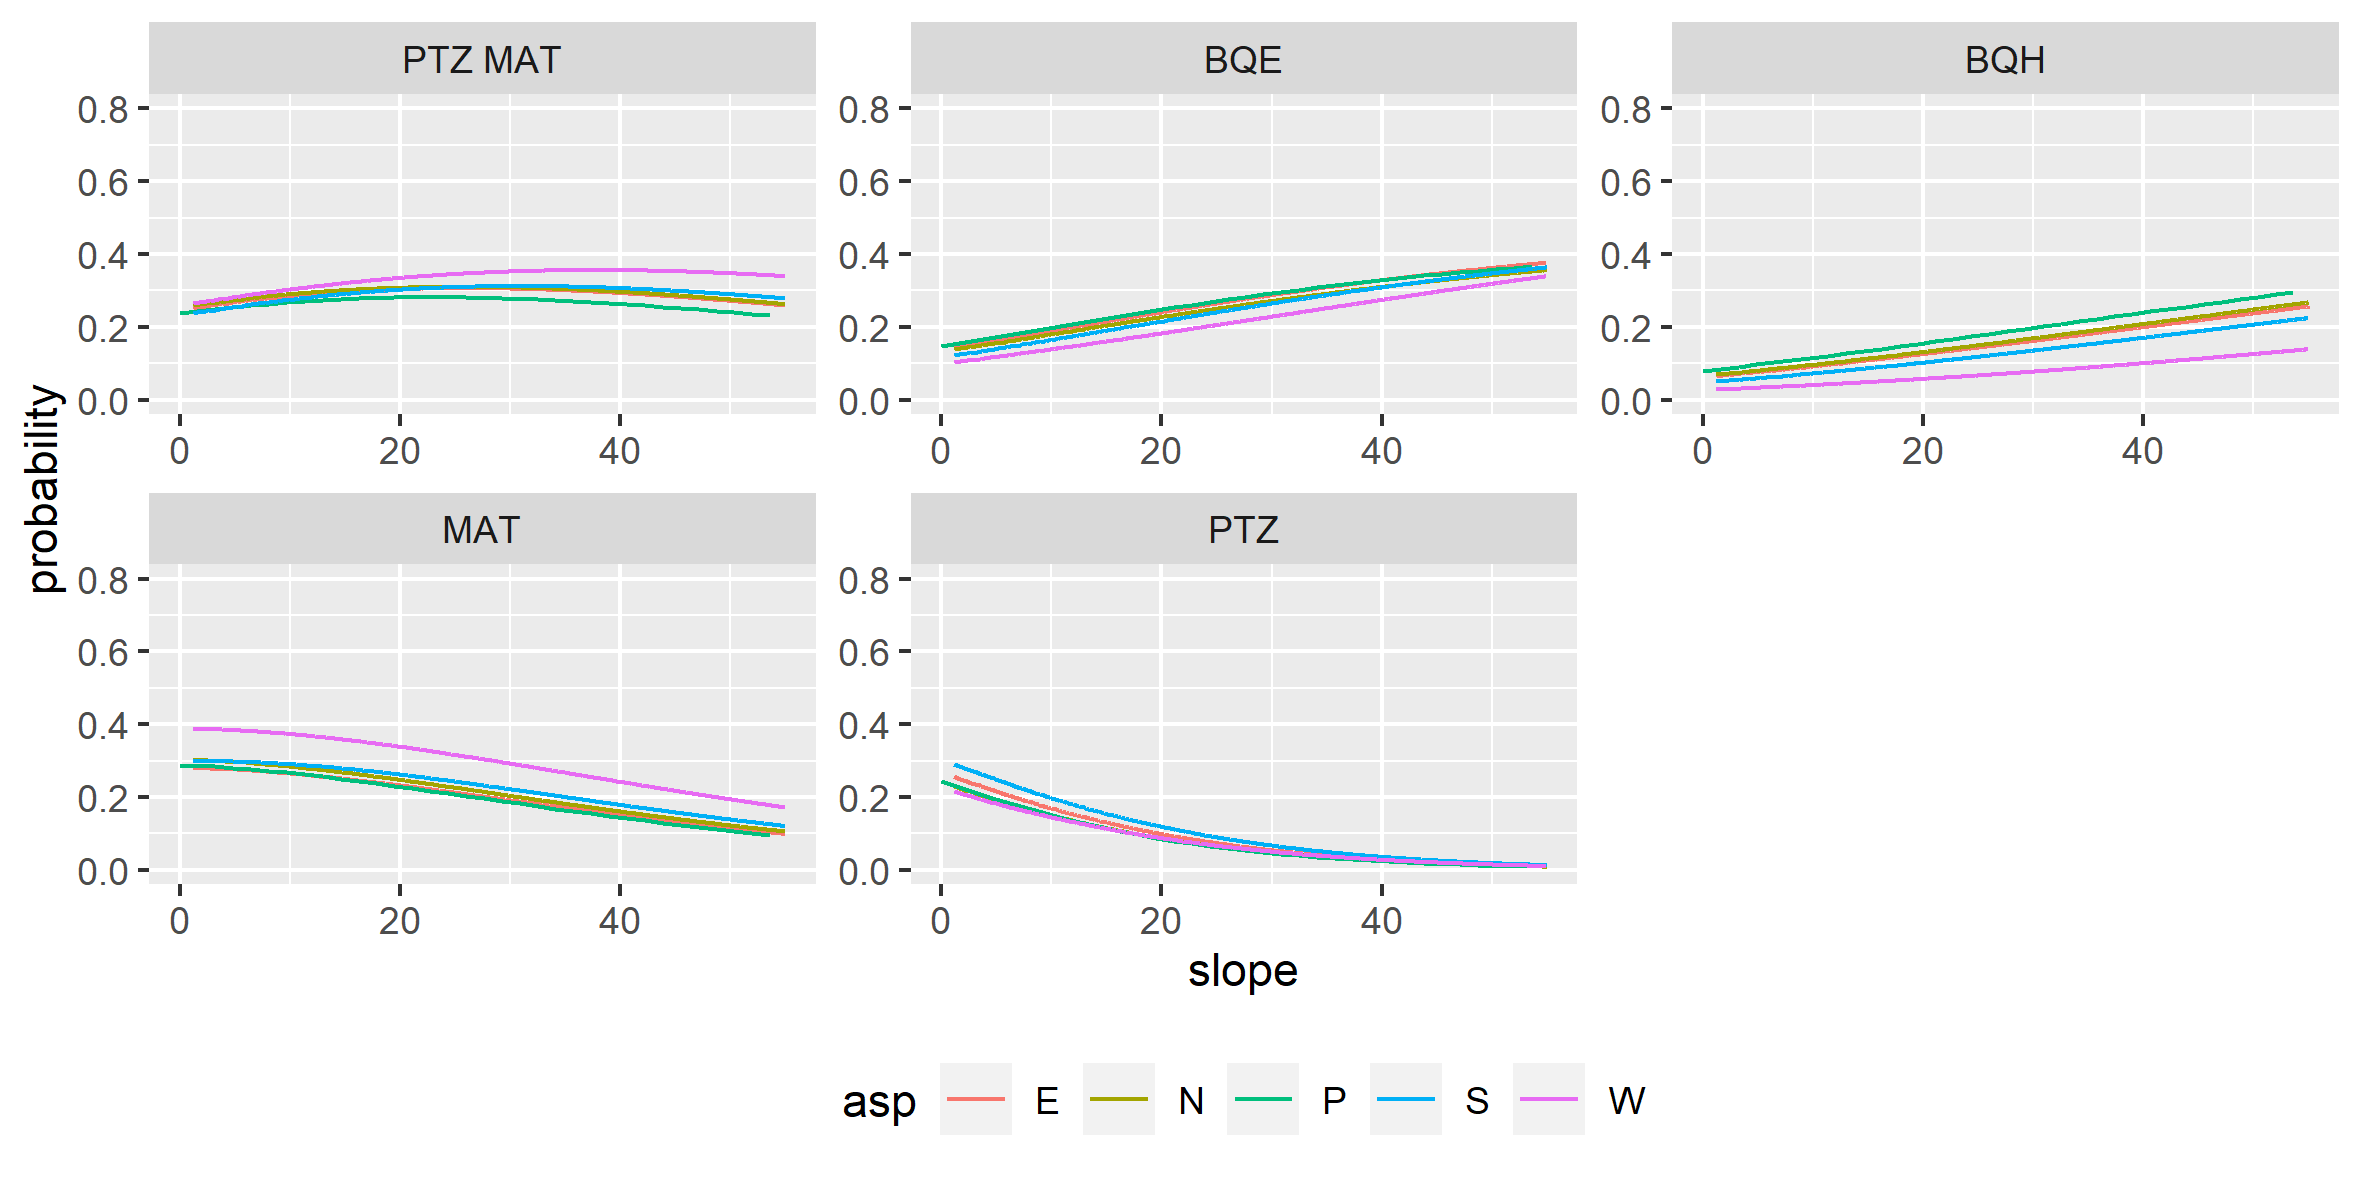 PTZ MAT
BQE
BQH
0.8 0.8 0.8
0.6 0.6 0.6
0.4 0.4 0.4
0.2 0.2 0.2
0.0 0.0 0.0
0 20 40 0 20 40 0 20 40
probability
MAT
PTZ
0.8 0.8
0.6 0.6
0.4 0.4
0.2 0.2
0.0 0.0
0 20 40 0 20 40
slope
asp E N P S W